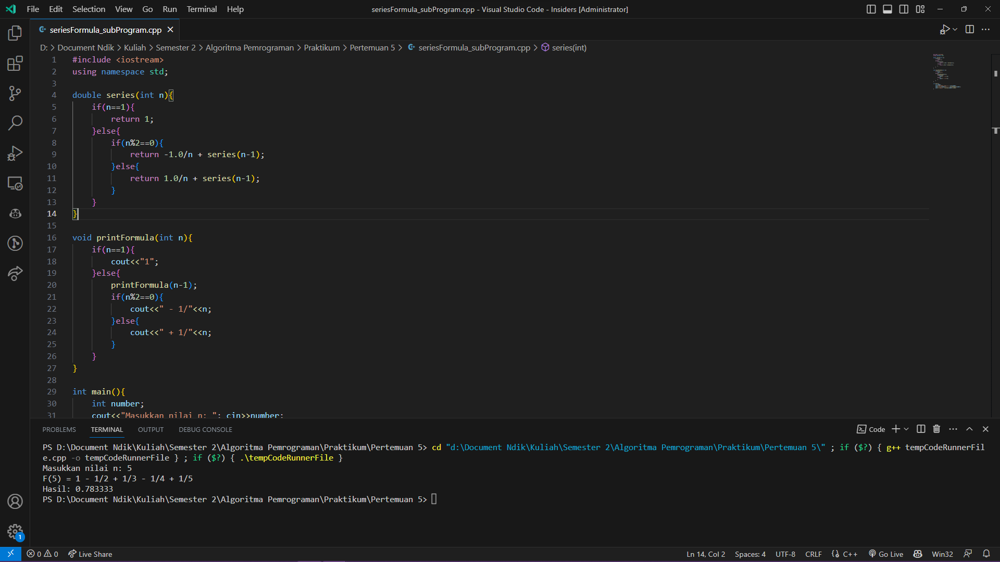 File Edit Selection View Go Run Terminal Help
seriesFormula_subProgram.cpp - Visual Studio Code - Insiders [Administrator]
seriesFormula_subProgram.cpp
D: > Document Ndik > Kuliah > Semester 2 > Algoritma Pemrograman > Praktikum > Pertemuan 5 > seriesFormula_subProgram.cpp > series(int)
1 #include <iostream>
2 using namespace std;
3
4 double series(int n){
5     if(n==1){
6         return 1;
7     }else{
8         if(n%2==0){
9             return -1.0/n + series(n-1);
10         }else{
11             return 1.0/n + series(n-1);
12         }
13     }
14 }
15
16 void printFormula(int n){
17     if(n==1){
18         cout<<"1";
19     }else{
20         printFormula(n-1);
21         if(n%2==0){
22             cout<<" - 1/"<<n;
23         }else{
24             cout<<" + 1/"<<n;
25         }
26     }
27 }
28
29 int main(){
30     int number;
31     cout<<"Masukkan nilai n: "; cin>>number;
PROBLEMS TERMINAL OUTPUT DEBUG CONSOLE
Code
PS D:\Document Ndik\Kuliah\Semester 2\Algoritma Pemrograman\Praktikum\Pertemuan 5> cd "d:\Document Ndik\Kuliah\Semester 2\Algoritma Pemrograman\Praktikum\Pertemuan 5\" ; if ($?) { g++ tempCodeRunnerFil
e.cpp -o tempCodeRunnerFile } ; if ($?) { .\tempCodeRunnerFile }
Masukkan nilai n: 5
F(5) = 1 - 1/2 + 1/3 - 1/4 + 1/5
Hasil: 0.783333
PS D:\Document Ndik\Kuliah\Semester 2\Algoritma Pemrograman\Praktikum\Pertemuan 5>
1
0 0 Live Share
Ln 14, Col 2 Spaces: 4 UTF-8 CRLF C++ Go Live Win32